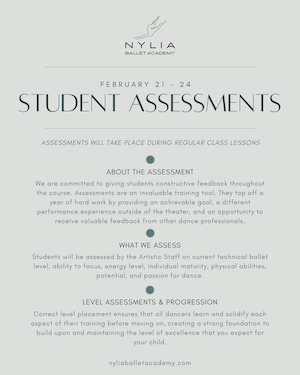 NYLIA
BALLET ACADEMY
FEBRUARY 21 - 24
STUDENT ASSESSMENTS
ASSESSMENTS WILL TAKE PLACE DURING REGULAR CLASS LESSONS
ABOUT THE ASSESSMENT
We are committed to giving students constructive feedback throughout
the course. Assessments are an invaluable training tool. They top off a
year of hard work by providing an achievable goal, a different
performance experience outside of the theater, and an opportunity to
receive valuable feedback from other dance professionals.
WHAT WE ASSESS
Students will be assessed by the Artistic Staff on current technical ballet
level, ability to focus, energy level, individual maturity, physical abilities,
potential, and passion for dance.
LEVEL ASSESSMENTS & PROGRESSION
Correct level placement ensures that all dancers learn and solidify each
aspect of their training before moving on, creating a strong foundation to
build upon and maintaining the level of excellence that you expect for
your child.
nyliaballetacademy.com